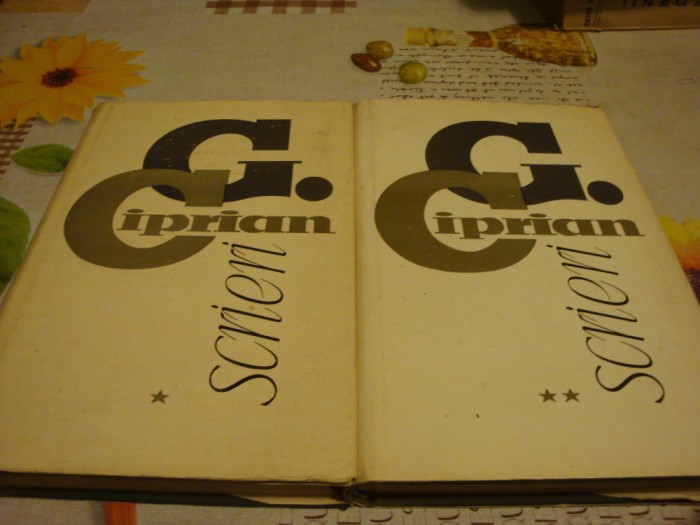 G.
Ciprian
scrieri
★
G.
Ciprian
scrieri
★★